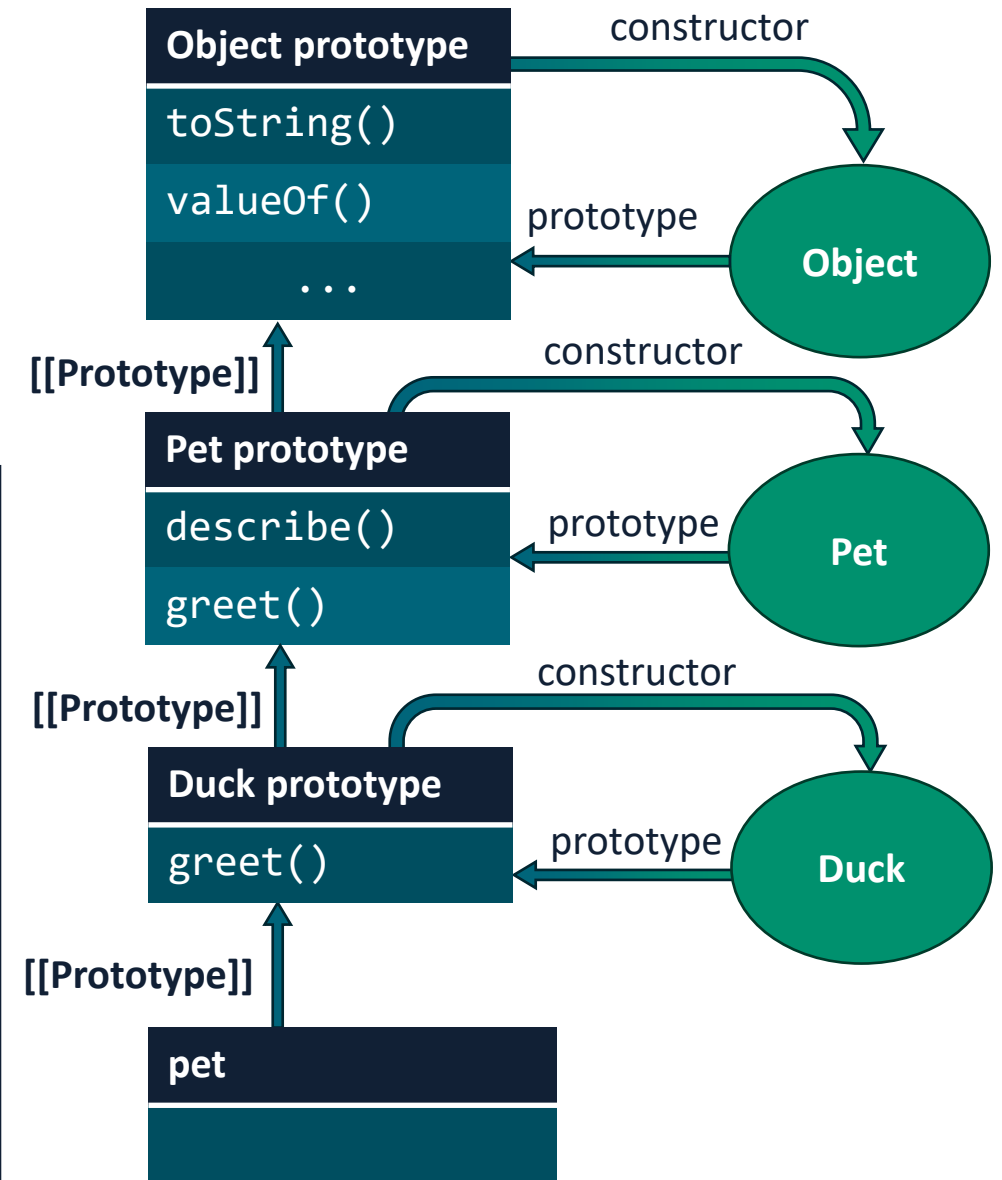 Object prototype
constructor
toString()
valueOf()
prototype
Object
...
[[Prototype]]
constructor
Pet prototype
describe()
prototype
Pet
greet()
[[Prototype]]
constructor
Duck prototype
greet()
prototype
Duck
[[Prototype]]
pet